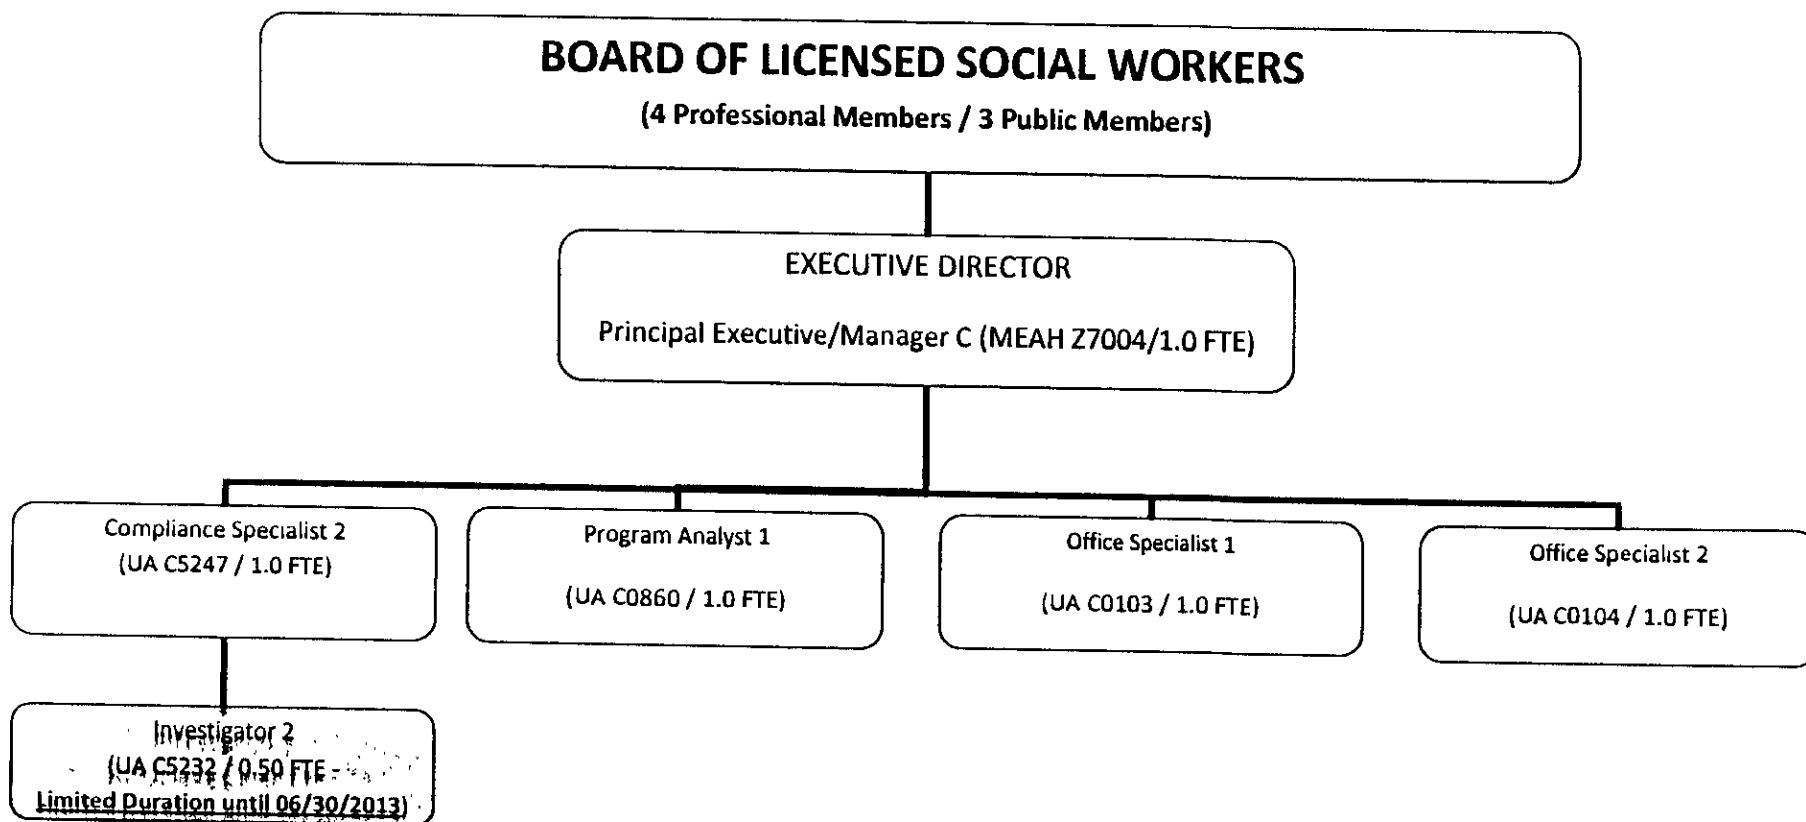 BOARD OF LICENSED SOCIAL WORKERS
(4 Professional Members / 3 Public Members)
EXECUTIVE DIRECTOR
Principal Executive/Manager C (MEAH Z7004/1.0 FTE)
Compliance Specialist 2
(UA C5247 / 1.0 FTE)
Program Analyst 1
(UA C0860 / 1.0 FTE)
Office Specialist 1
(UA C0103 / 1.0 FTE)
Office Specialist 2
(UA C0104 / 1.0 FTE)
Investigator 2
(UA C5232 / 0.50 FTE -
Limited Duration until 06/30/2013)